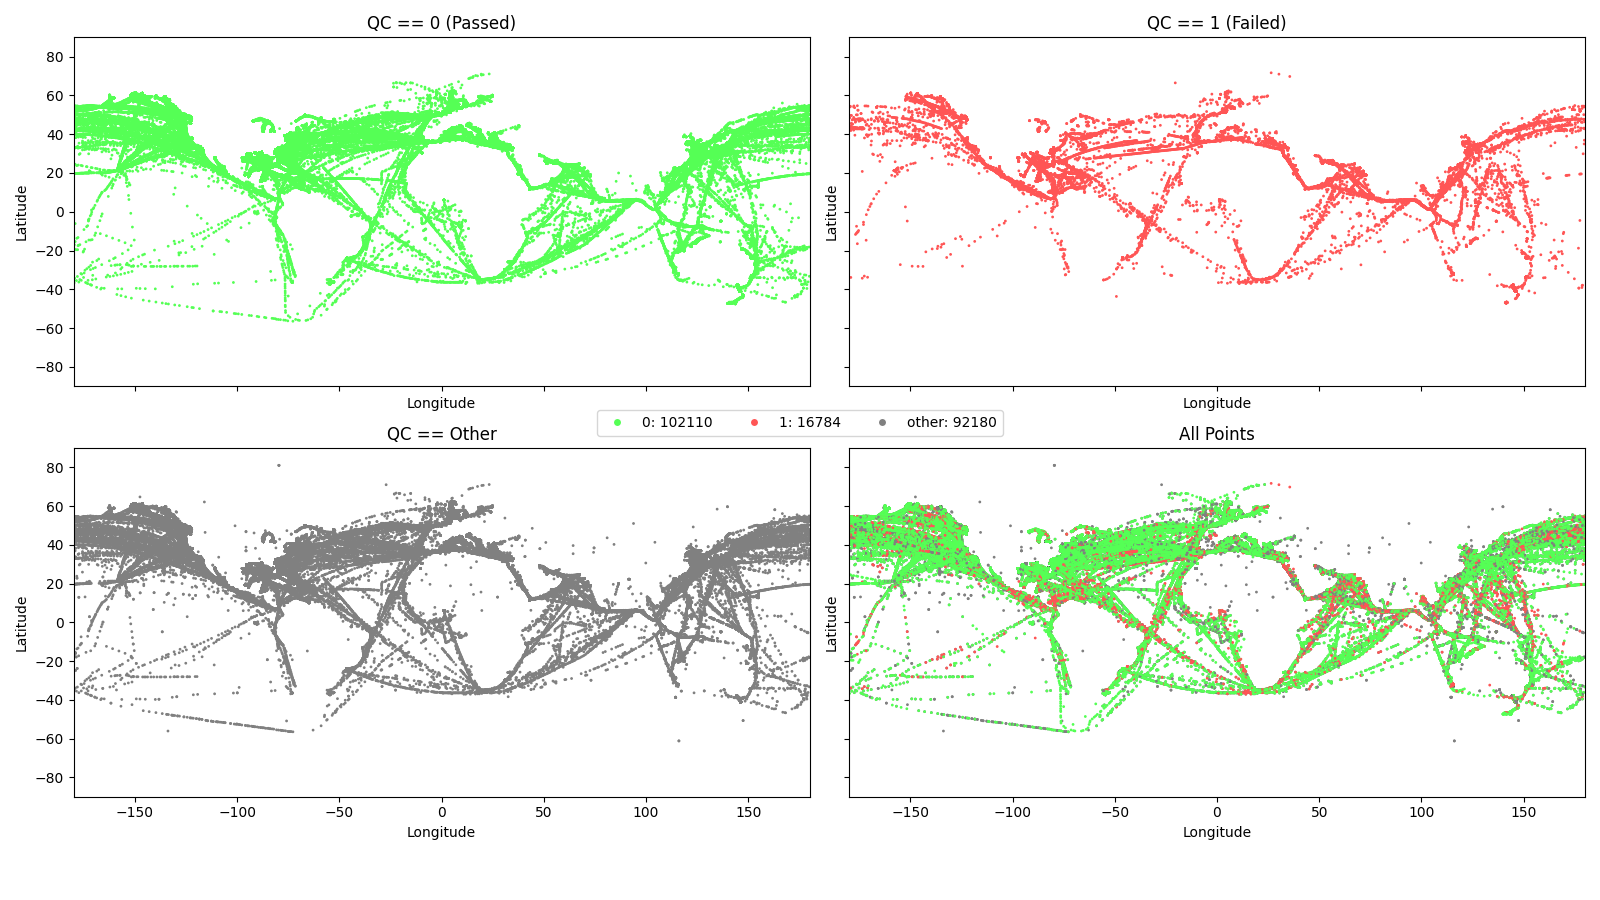 QC == 0 (Passed)
QC == 1 (Failed)
80
60
40
20
0
−20
−40
−60
−80
Latitude
Latitude
Longitude
Longitude
0: 102110
1: 16784
other: 92180
QC == Other
All Points
80
60
40
20
0
−20
−40
−60
−80
Latitude
Latitude
−150
−100
−50
0
50
100
150
−150
−100
−50
0
50
100
150
Longitude
Longitude